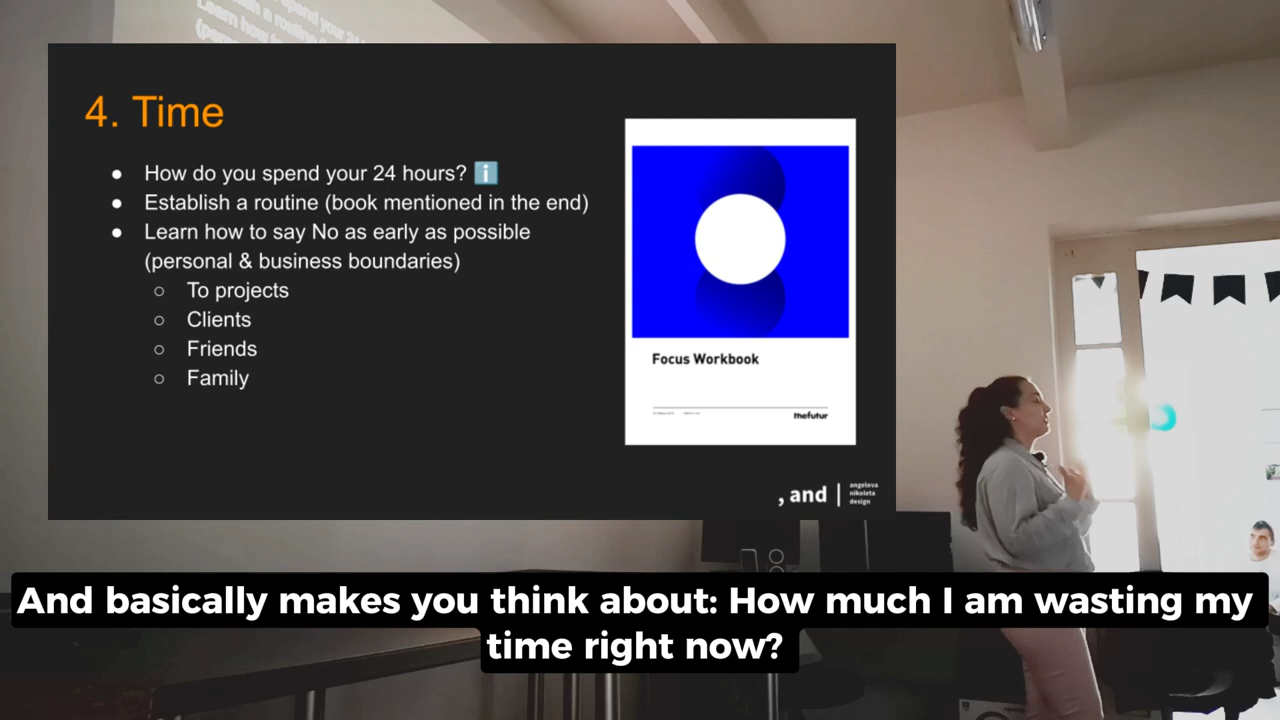 4. Time
● How do you spend your 24 hours? ℹ️
● Establish a routine (book mentioned in the end)
● Learn how to say No as early as possible
(personal & business boundaries)
○ To projects
○ Clients
○ Friends
○ Family
Focus Workbook
thefutur
, and | angelova
nikoleta
design
And basically makes you think about: How much I am wasting my
time right now?